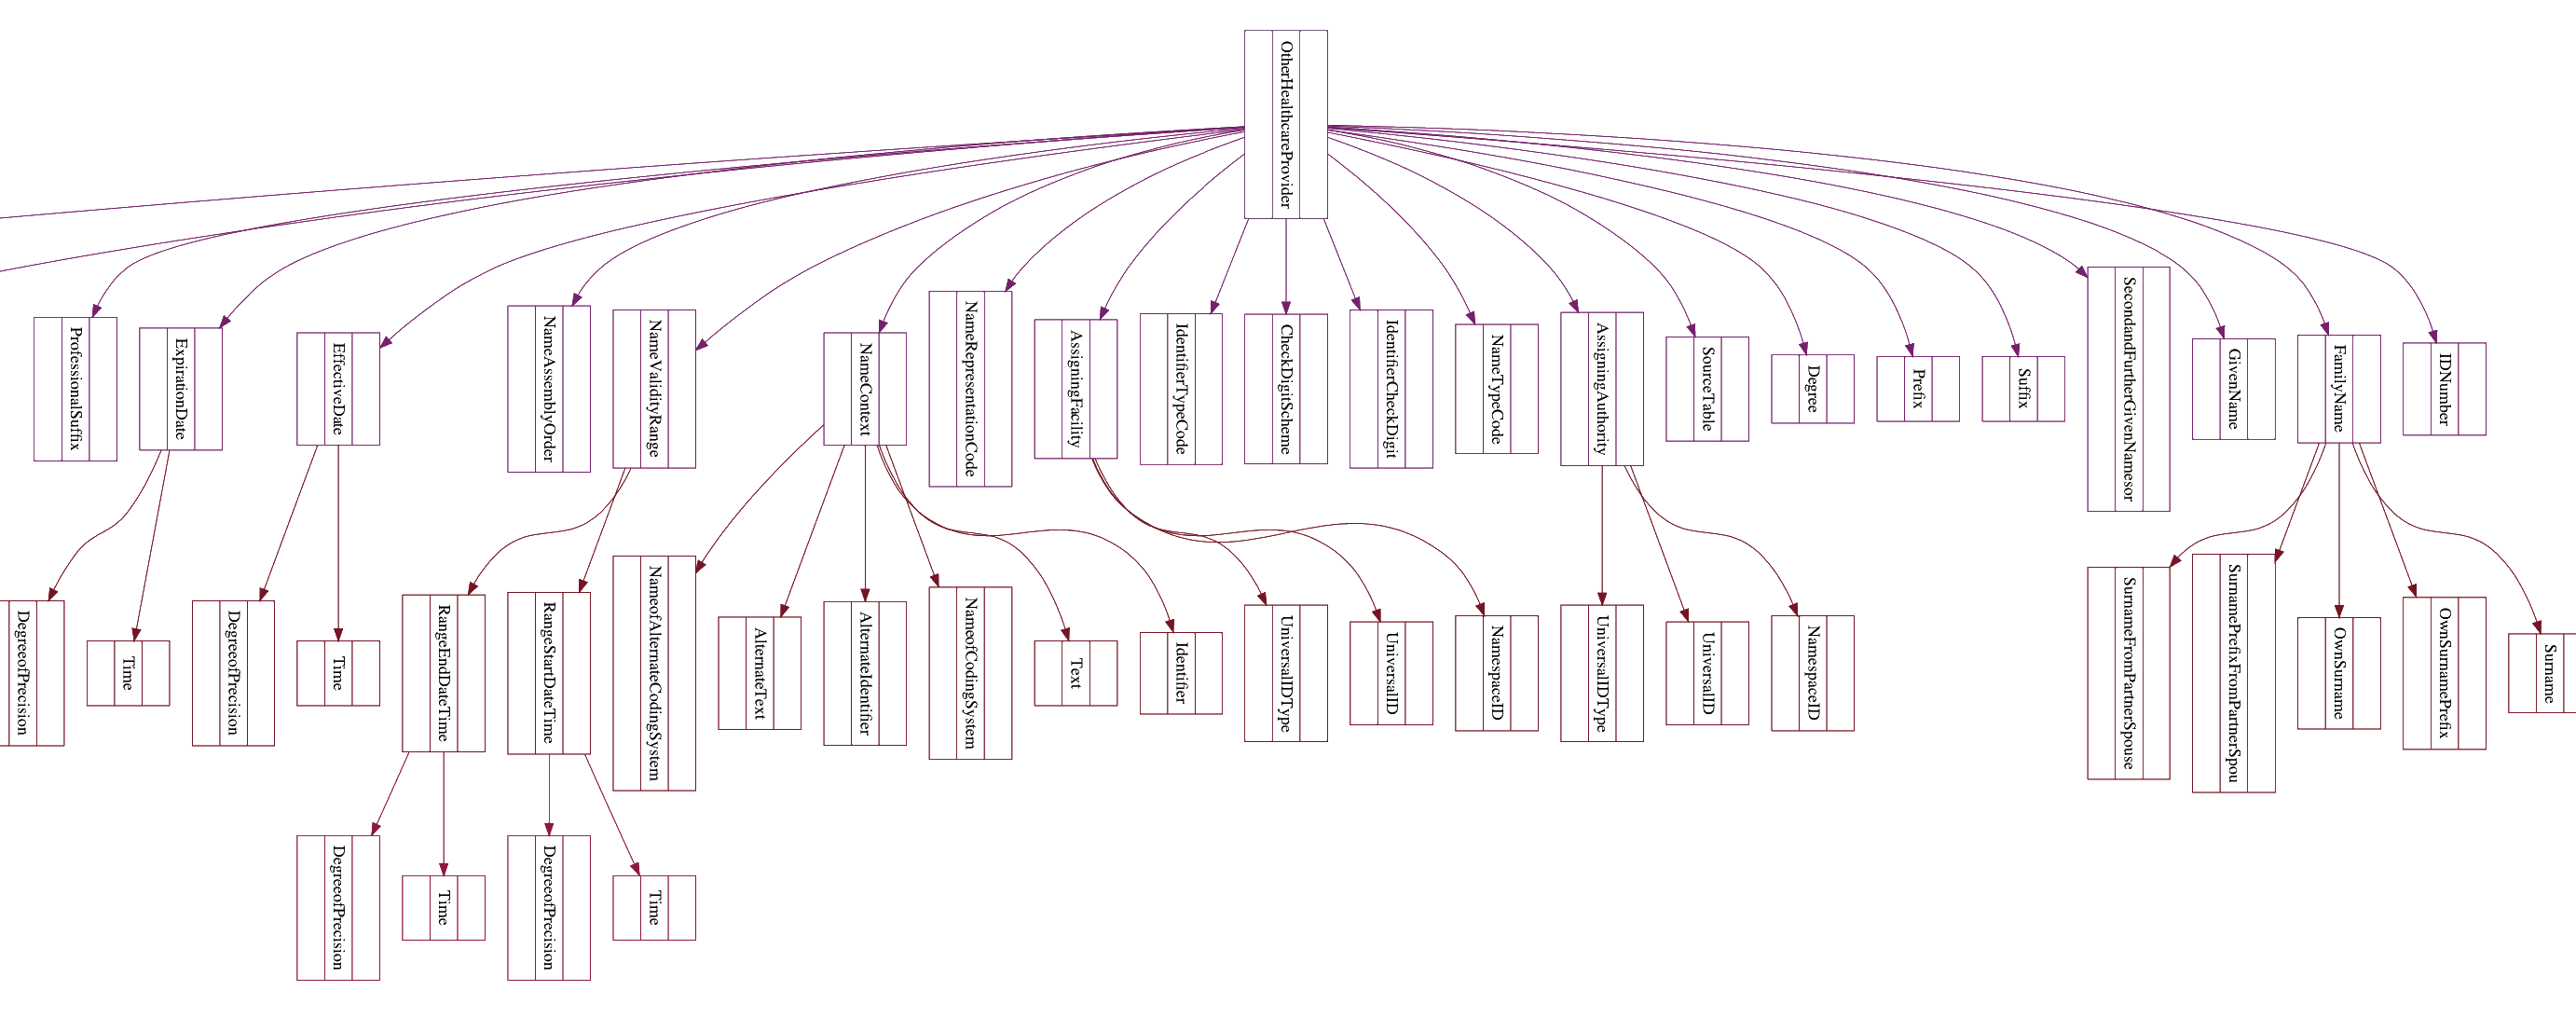 OtherHealthcareProvider
ProfessionalSuffix
ExpirationDate
EffectiveDate
NameAssemblyOrder
NameValidityRange
NameContext
NameRepresentationCode
AssigningFacility
IdentifierTypeCode
CheckDigitScheme
IdentifierCheckDigit
NameTypeCode
AssigningAuthority
SourceTable
Degree
Prefix
Suffix
SecondandFurtherGivenNamesor
GivenName
FamilyName
IDNumber
DegreeofPrecision
Time
DegreeofPrecision
Time
RangeEndDateTime
RangeStartDateTime
NameofAlternateCodingSystem
AlternateText
AlternateIdentifier
NameofCodingSystem
Text
Identifier
UniversalIDType
UniversalID
NamespaceID
UniversalIDType
UniversalID
NamespaceID
SurnameFromPartnerSpouse
SurnamePrefixFromPartnerSpou
OwnSurname
OwnSurnamePrefix
Surname
DegreeofPrecision
Time
DegreeofPrecision
Time